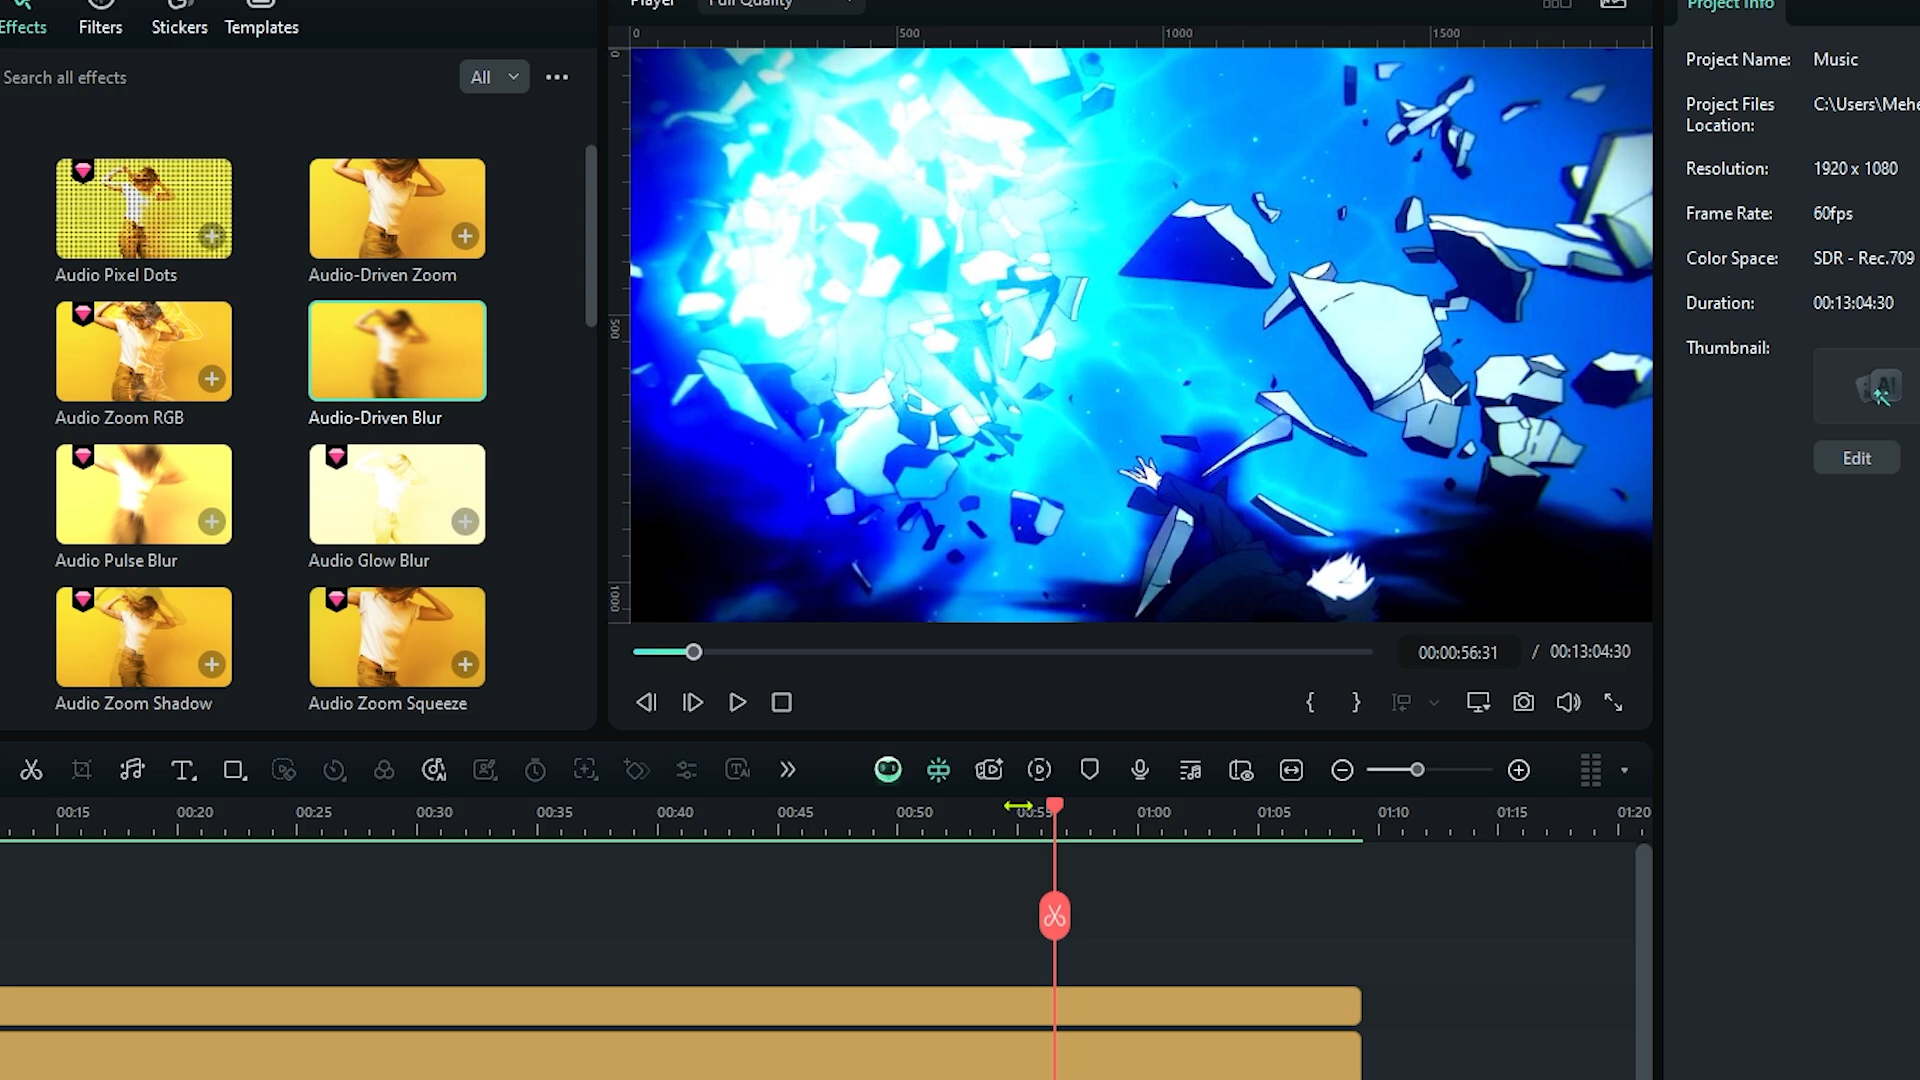 Player
Full Quality
Project Info
Effects
Filters
Stickers
Templates
Search all effects
All
Audio Pixel Dots
Audio-Driven Zoom
Audio Zoom RGB
Audio-Driven Blur
Audio Pulse Blur
Audio Glow Blur
Audio Zoom Shadow
Audio Zoom Squeeze
0
500
1000
1500
0
500
1000
00:00:56:31 / 00:13:04:30
Project Name: Music
Project Files Location: C:\Users\Mehe
Resolution: 1920 x 1080
Frame Rate: 60fps
Color Space: SDR - Rec.709
Duration: 00:13:04:30
Thumbnail:
AI
Edit
00:15
00:20
00:25
00:30
00:35
00:40
00:45
00:50
00:55
01:00
01:05
01:10
01:15
01:20